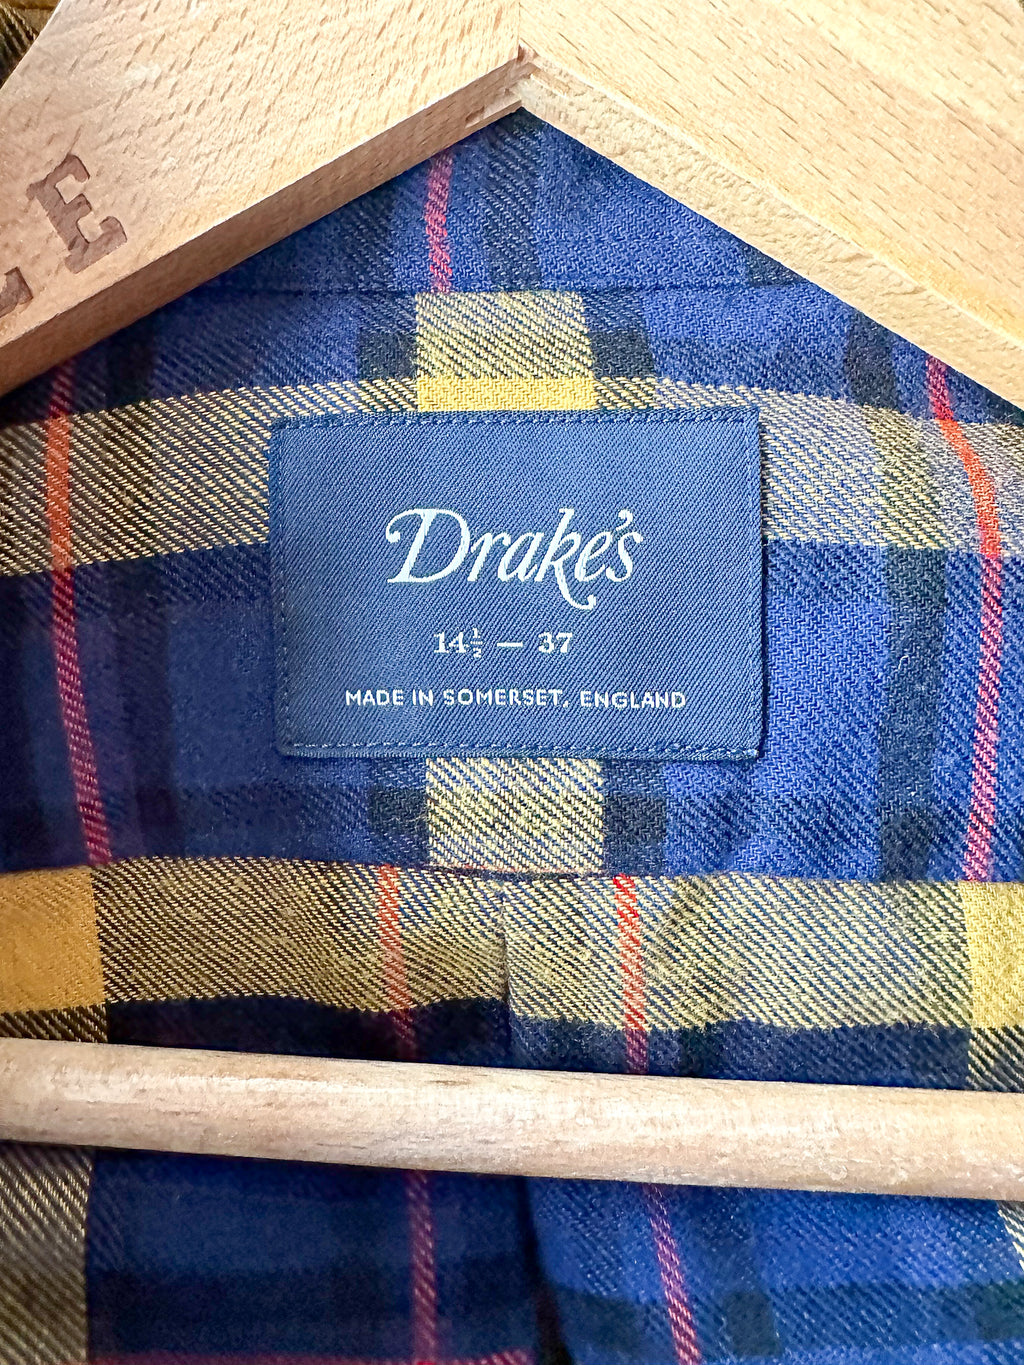 E
Drake's
14½ — 37
MADE IN SOMERSET, ENGLAND